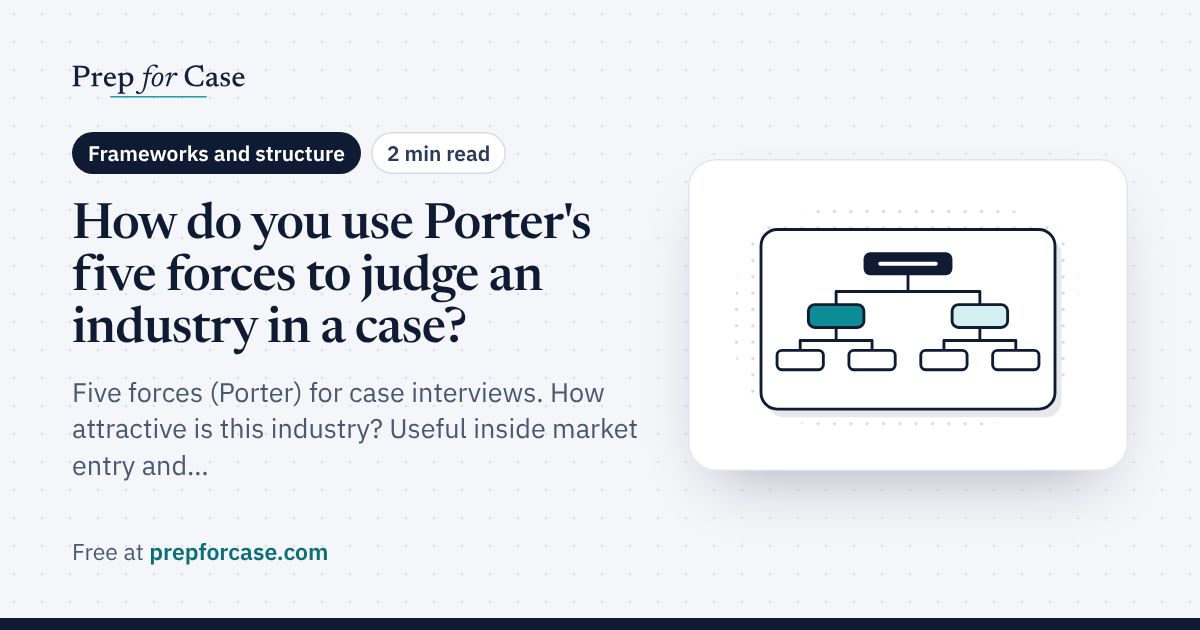 Prep for Case
Frameworks and structure
2 min read
How do you use Porter's
five forces to judge an
industry in a case?
Five forces (Porter) for case interviews. How
attractive is this industry? Useful inside market
entry and...
Free at prepforcase.com